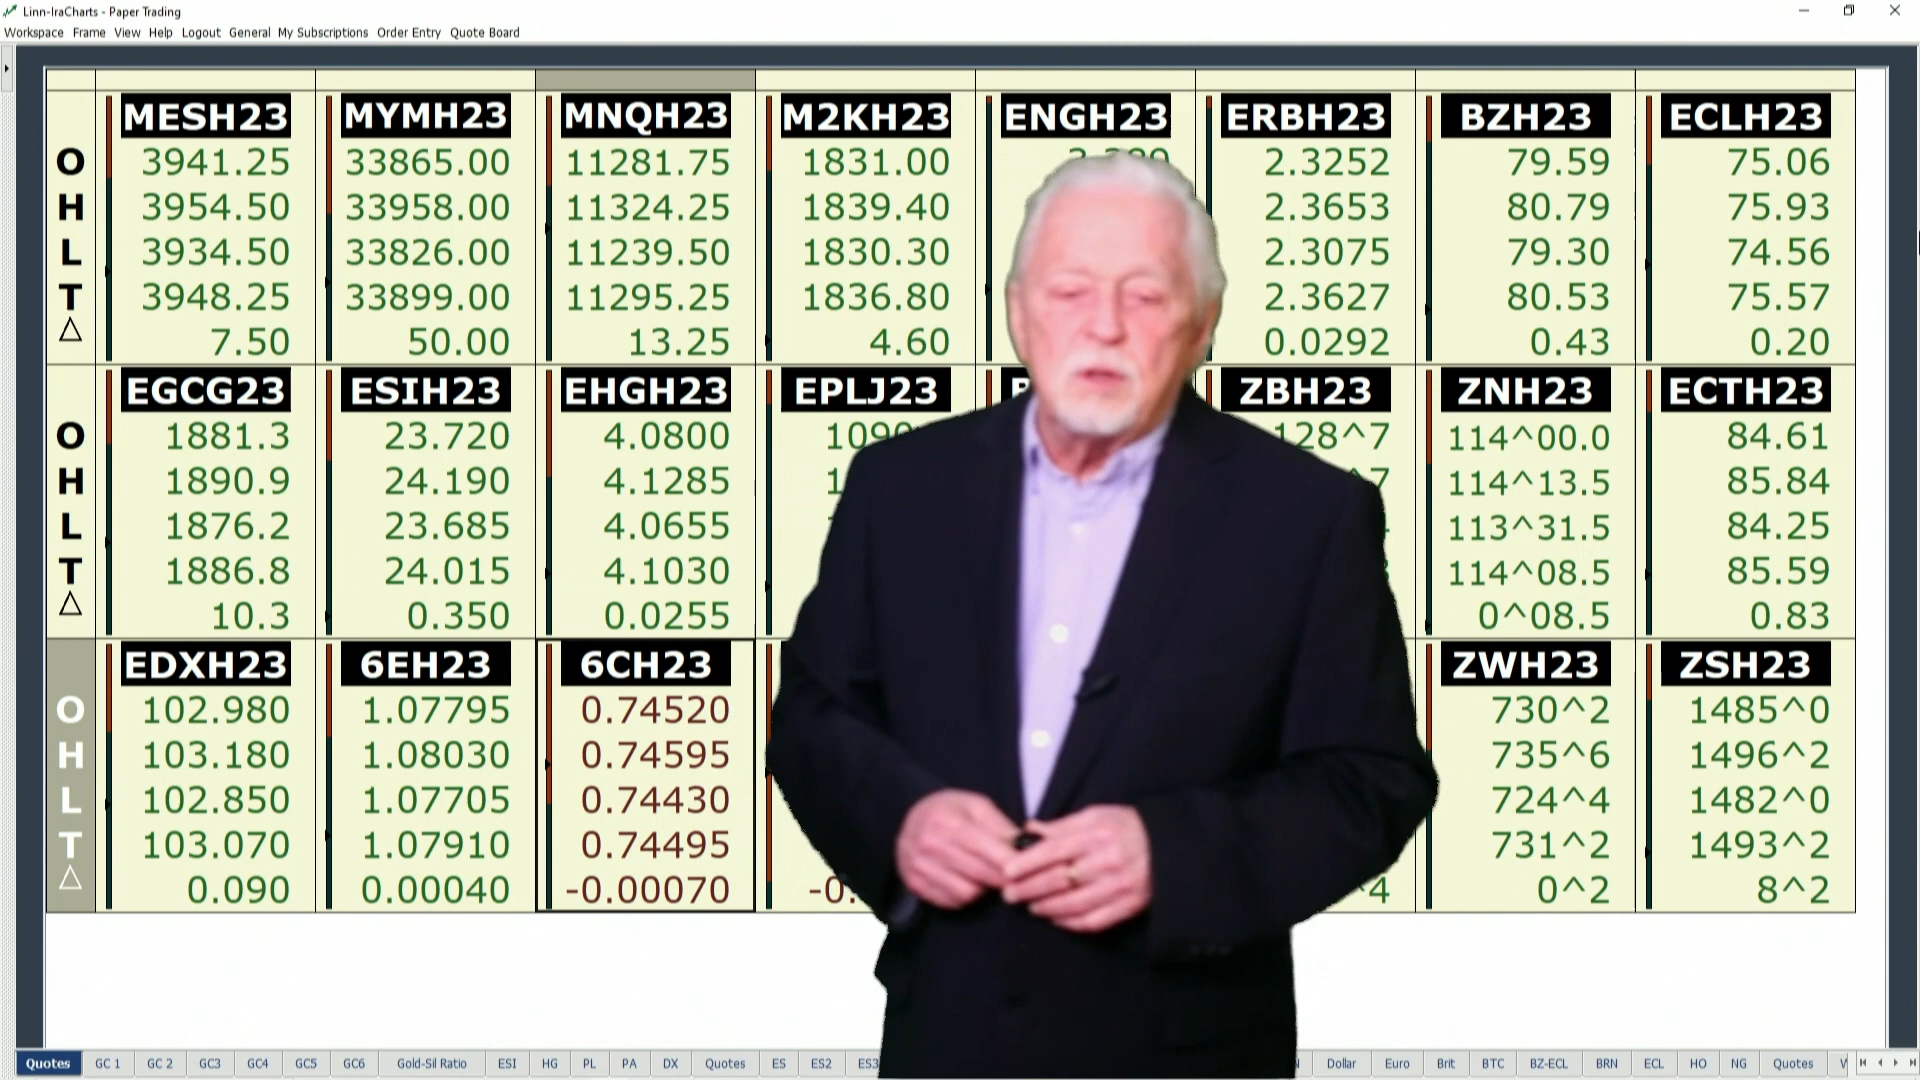 Linn-IraCharts - Paper Trading
Workspace Frame View Help Logout General My Subscriptions Order Entry Quote Board
MESH23 MYMH23 MNQH23 M2KH23 ENGH23 ERBH23 BZH23 ECLH23
O 3941.25 33865.00 11281.75 1831.00 2.3252 79.59 75.06
H 3954.50 33958.00 11324.25 1839.40 2.3653 80.79 75.93
L 3934.50 33826.00 11239.50 1830.30 2.3075 79.30 74.56
T 3948.25 33899.00 11295.25 1836.80 2.3627 80.53 75.57
△ 7.50 50.00 13.25 4.60 0.0292 0.43 0.20
EGCG23 ESIH23 EHGH23 EPLJ23 ZBH23 ZNH23 ECTH23
O 1881.3 23.720 4.0800 128^7 114^00.0 84.61
H 1890.9 24.190 4.1285 114^13.5 85.84
L 1876.2 23.685 4.0655 113^31.5 84.25
T 1886.8 24.015 4.1030 114^08.5 85.59
△ 10.3 0.350 0.0255 0^08.5 0.83
EDXH23 6EH23 6CH23 ZWH23 ZSH23
O 102.980 1.07795 0.74520 730^2 1485^0
H 103.180 1.08030 0.74595 735^6 1496^2
L 102.850 1.07705 0.74430 724^4 1482^0
T 103.070 1.07910 0.74495 731^2 1493^2
△ 0.090 0.00040 -0.00070 0^2 8^2
Quotes GC 1 GC 2 GC3 GC4 GC5 GC6 Gold-Sil Ratio ESI HG PL PA DX Quotes ES ES2 ES3 Dollar Euro Brit BTC BZ-ECL BRN ECL HO NG Quotes